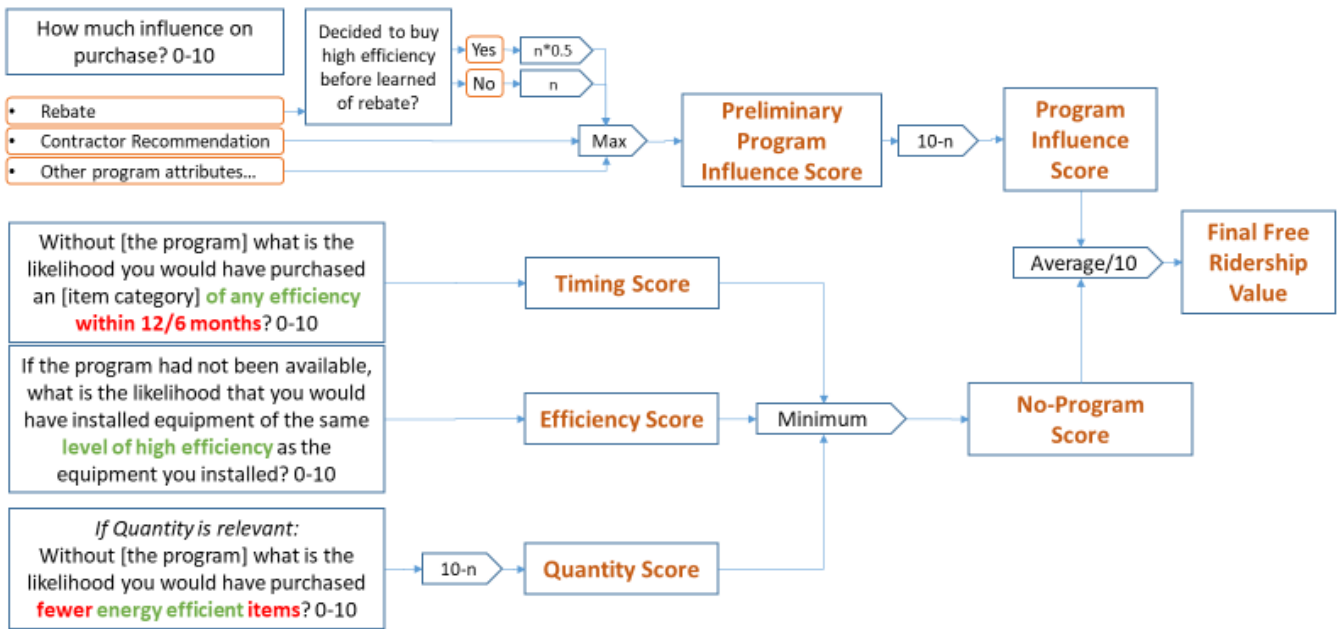 How much influence on
purchase? 0-10
Decided to buy
high efficiency
before learned
of rebate?
Yes
n*0.5
No
n
• Rebate
• Contractor Recommendation
• Other program attributes...
Max
Preliminary
Program
Influence Score
10-n
Program
Influence
Score
Without [the program] what is the
likelihood you would have purchased
an [item category] of any efficiency
within 12/6 months? 0-10
Timing Score
Average/10
Final Free
Ridership
Value
If the program had not been available,
what is the likelihood that you would
have installed equipment of the same
level of high efficiency as the
equipment you installed? 0-10
Efficiency Score
Minimum
No-Program
Score
If Quantity is relevant:
Without [the program] what is the
likelihood you would have purchased
fewer energy efficient items? 0-10
10-n
Quantity Score